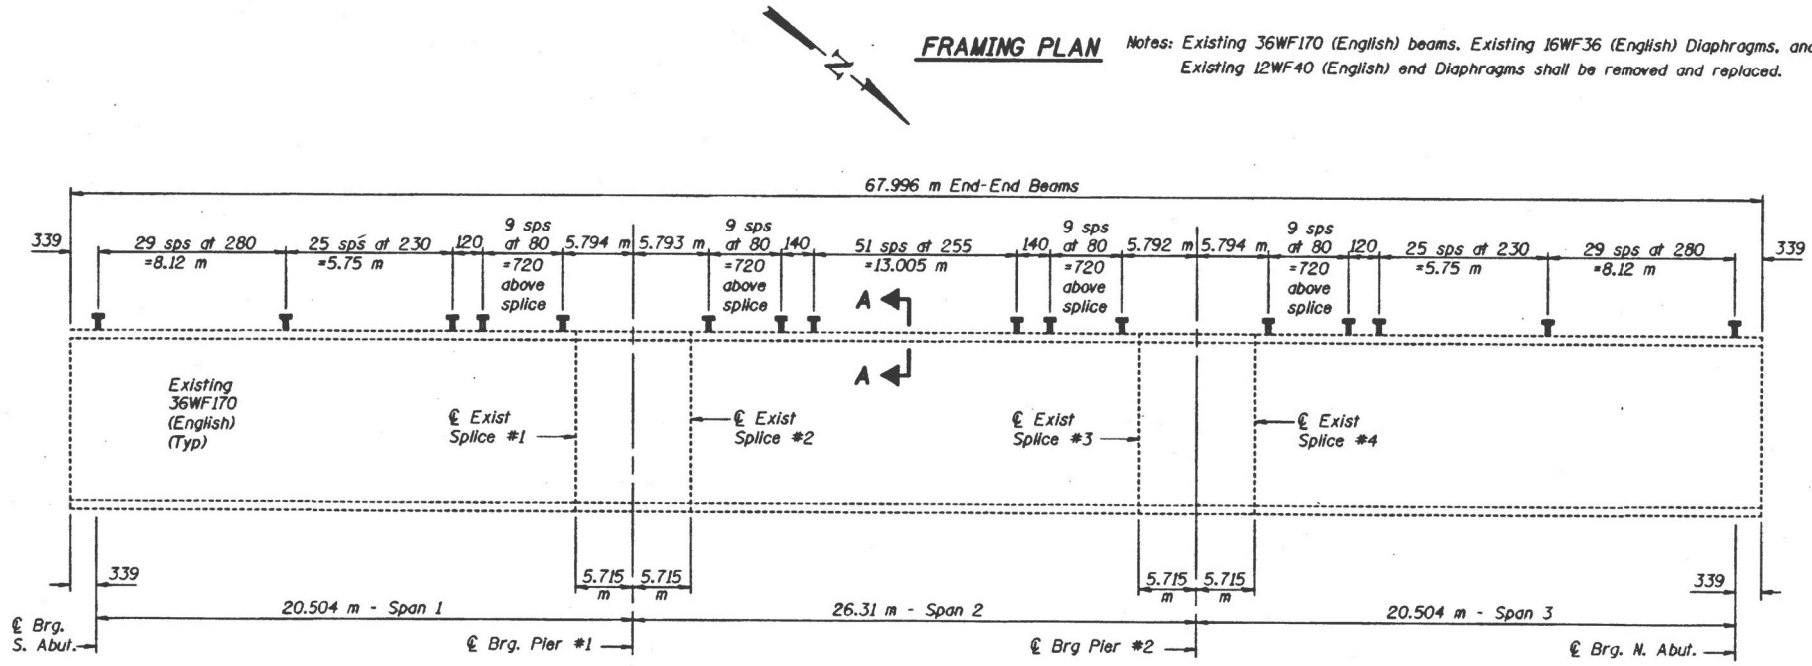 N
FRAMING PLAN
Notes: Existing 36WF170 (English) beams. Existing 16WF36 (English) Diaphragms. and
Existing 12WF40 (English) end Diaphragms shall be removed and replaced.
67.996 m End-End Beams
339
29 sps at 280
=8.12 m
25 sps at 230
=5.75 m
120
9 sps
at 80
=720
above
splice
5.794 m
5.793 m
9 sps
at 80
=720
above
splice
140
51 sps at 255
=13.005 m
140
9 sps
at 80
=720
above
splice
5.792 m
5.794 m
9 sps
at 80
=720
above
splice
120
25 sps at 230
=5.75 m
29 sps at 280
=8.12 m
339
A
A
Existing
36WF170
(English)
(Typ)
℄ Exist
Splice #1
℄ Exist
Splice #2
℄ Exist
Splice #3
℄ Exist
Splice #4
339
5.715
m
5.715
m
5.715
m
5.715
m
339
20.504 m - Span 1
26.31 m - Span 2
20.504 m - Span 3
℄ Brg.
S. Abut.
℄ Brg. Pier #1
℄ Brg Pier #2
℄ Brg. N. Abut.